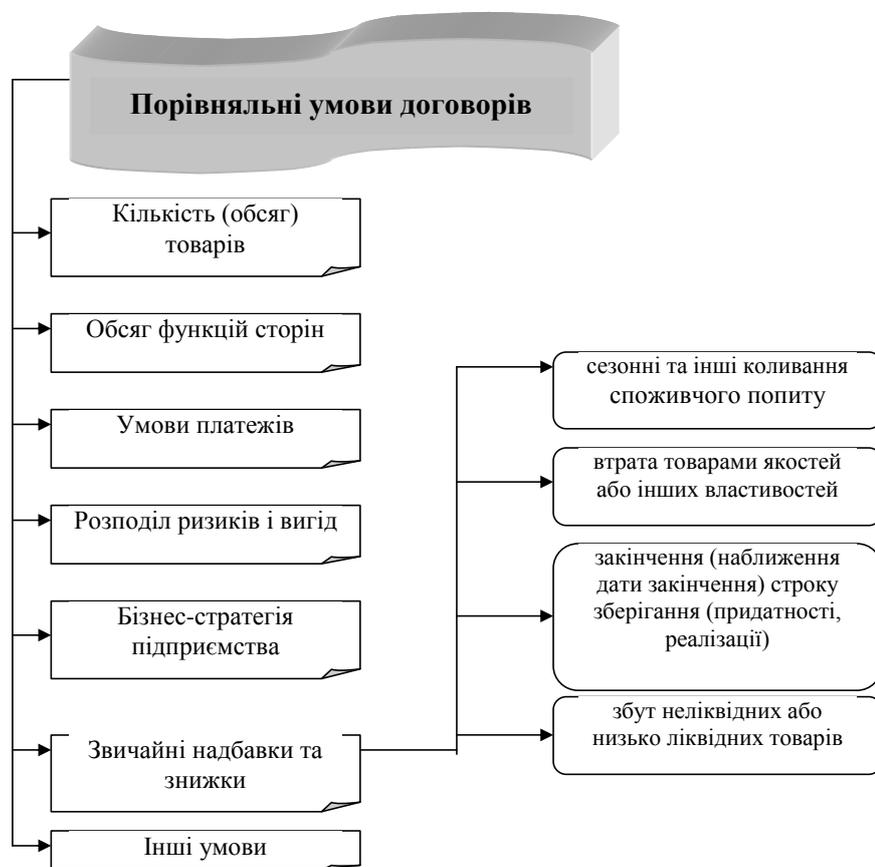 Порівняльні умови договорів
Кількість (обсяг)
товарів
Обсяг функцій сторін
Умови платежів
Розподіл ризиків і вигід
Бізнес-стратегія
підприємства
Звичайні надбавки та
знижки
Інші умови
сезонні та інші коливання
споживчого попиту
втрата товарами якостей
або інших властивостей
закінчення (наближення
дати закінчення) строку
зберігання (придатності,
реалізації)
збут неліквідних або
низько ліквідних товарів